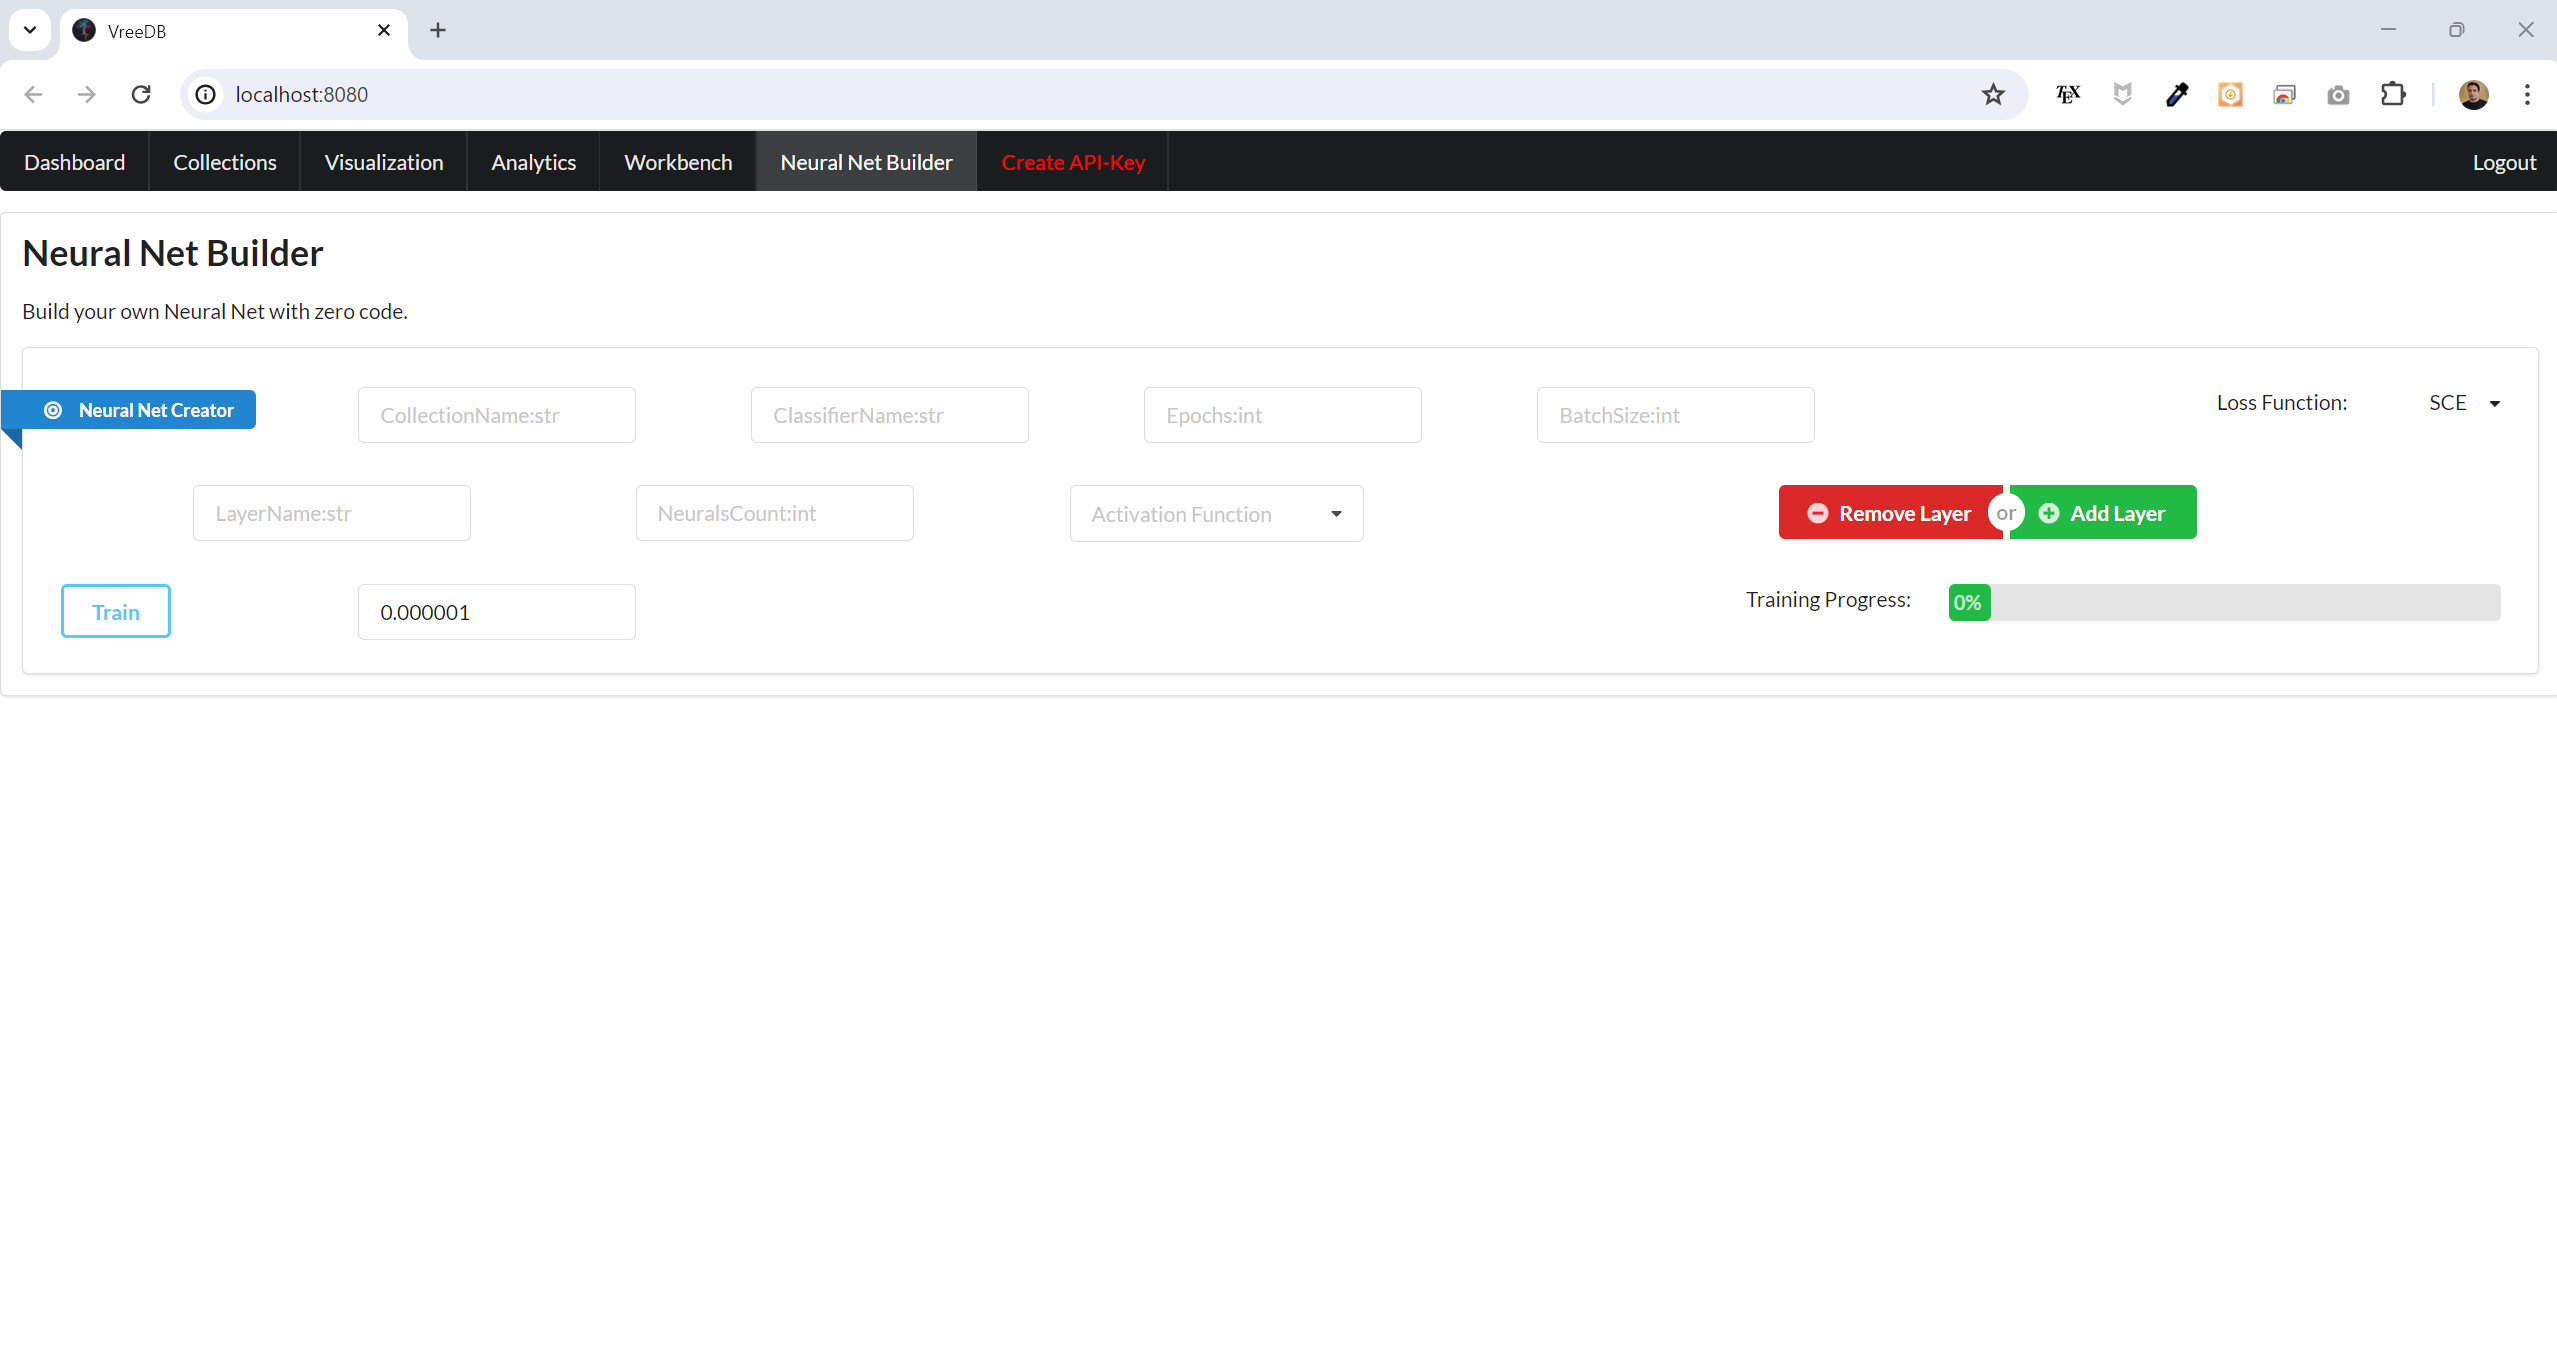 VreeDB
localhost:8080
TEX
Dashboard Collections Visualization Analytics Workbench Neural Net Builder Create API-Key Logout
Neural Net Builder
Build your own Neural Net with zero code.
Neural Net Creator CollectionName:str ClassifierName:str Epochs:int BatchSize:int Loss Function: SCE
LayerName:str NeuralsCount:int Activation Function Remove Layer or Add Layer
Train 0.000001 Training Progress: 0%